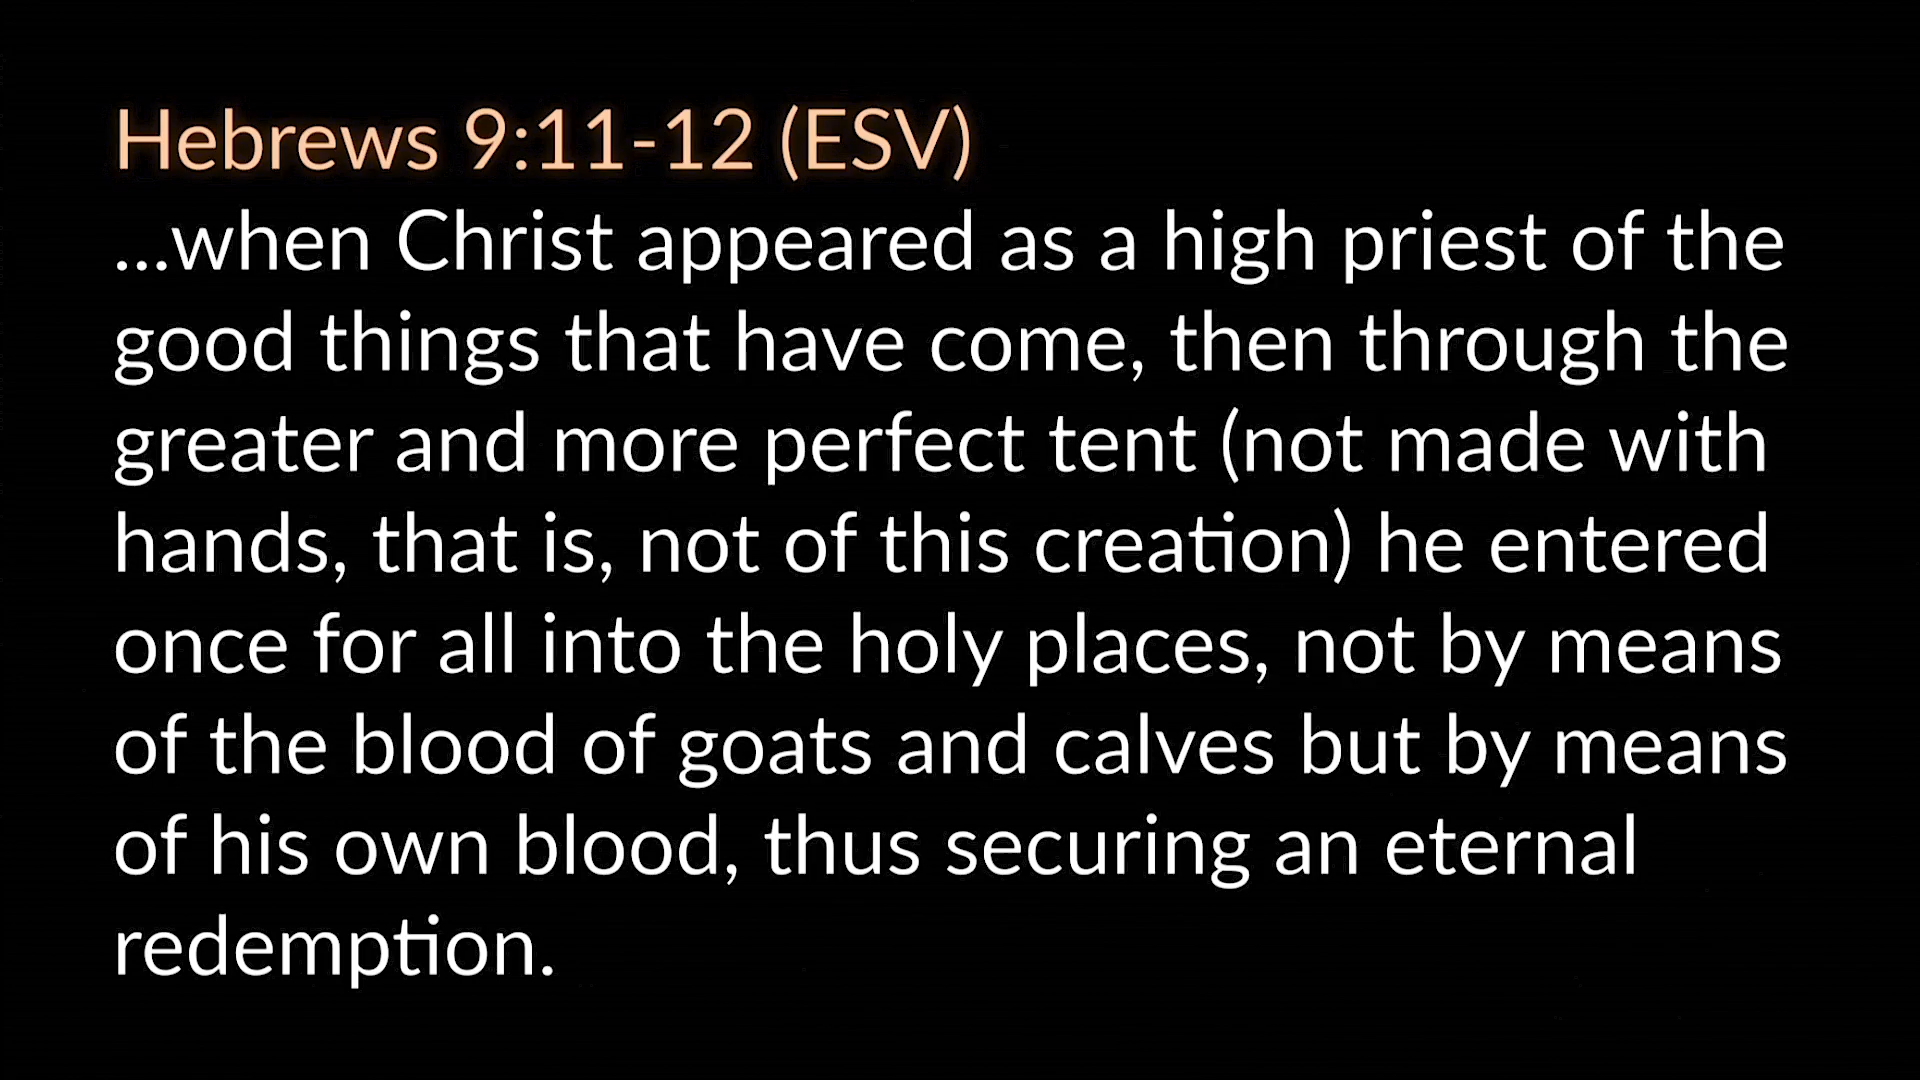 Hebrews 9:11-12 (ESV)
...when Christ appeared as a high priest of the
good things that have come, then through the
greater and more perfect tent (not made with
hands, that is, not of this creation) he entered
once for all into the holy places, not by means
of the blood of goats and calves but by means
of his own blood, thus securing an eternal
redemption.